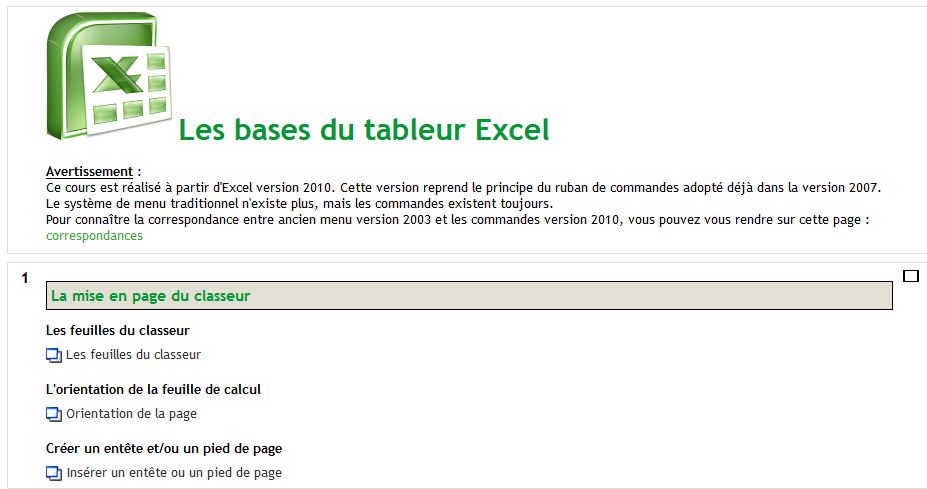 Les bases du tableur Excel
Avertissement :
Ce cours est réalisé à partir d'Excel version 2010. Cette version reprend le principe du ruban de commandes adopté déjà dans la version 2007.
Le système de menu traditionnel n'existe plus, mais les commandes existent toujours.
Pour connaître la correspondance entre ancien menu version 2003 et les commandes version 2010, vous pouvez vous rendre sur cette page :
correspondances
1
La mise en page du classeur
Les feuilles du classeur
Les feuilles du classeur
L'orientation de la feuille de calcul
Orientation de la page
Créer un entête et/ou un pied de page
Insérer un entête ou un pied de page